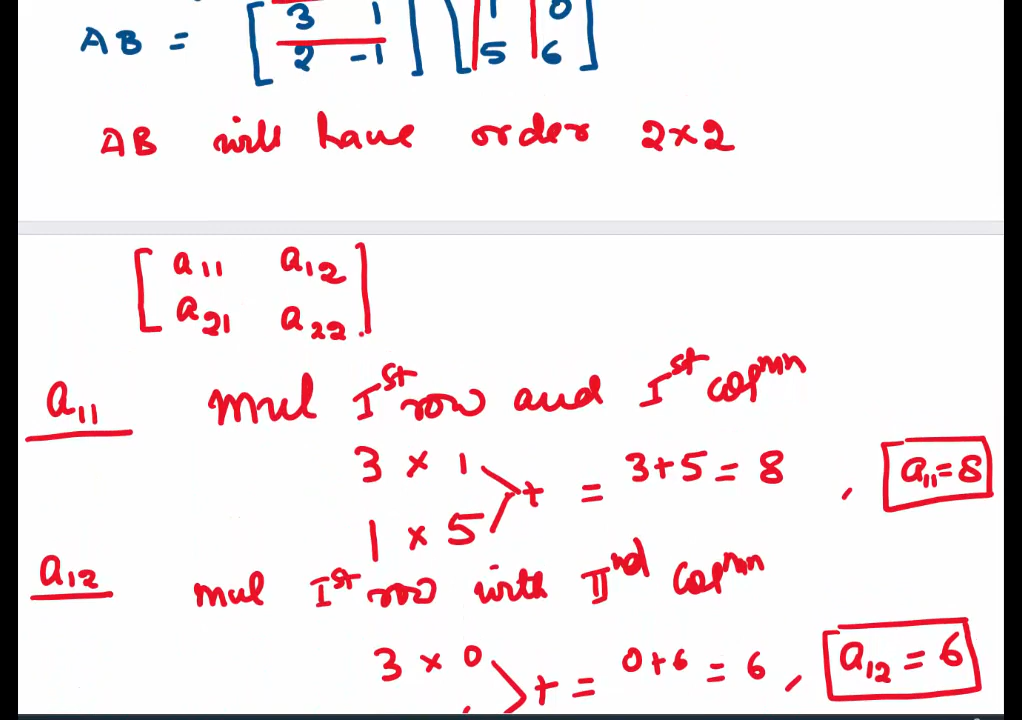 AB = [ 3 1 ] [ 1 0 ]
2 -1 5 6
AB will have order 2×2
[ a11 a12 ]
a21 a22
a11 mul Ist row and Ist
3 × 1
+ = 3+5 = 8 , a11=8
1 × 5
a12 mul Ist row with IInd
3 × 0
+ = 0+6 = 6 , a12 = 6